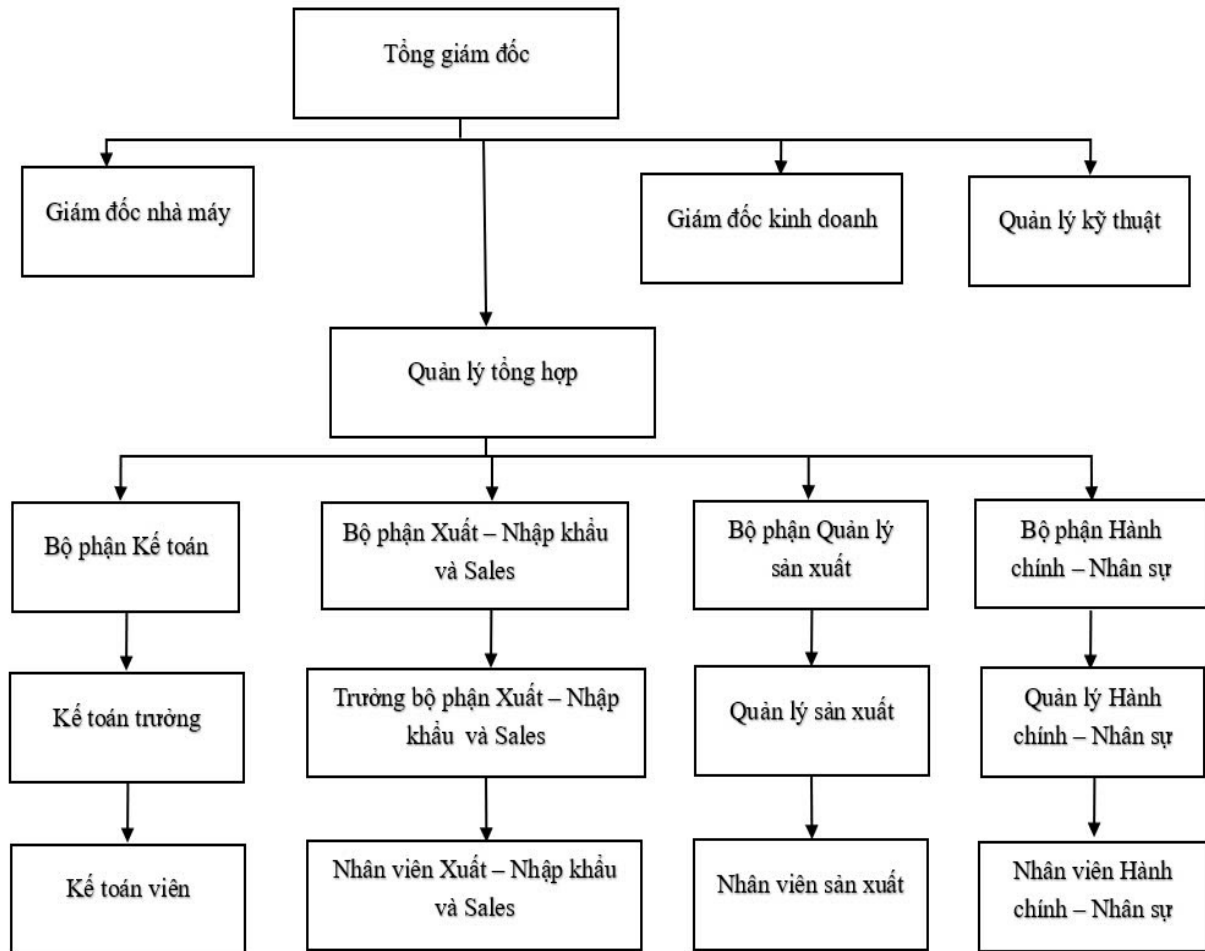 Tổng giám đốc
Giám đốc nhà máy
Giám đốc kinh doanh
Quản lý kỹ thuật
Quản lý tổng hợp
Bộ phận Kế toán
Bộ phận Xuất – Nhập khẩu
và Sales
Bộ phận Quản lý
sản xuất
Bộ phận Hành
chính – Nhân sự
Kế toán trưởng
Trưởng bộ phận Xuất – Nhập
khẩu và Sales
Quản lý sản xuất
Quản lý Hành
chính – Nhân sự
Kế toán viên
Nhân viên Xuất – Nhập khẩu
và Sales
Nhân viên sản xuất
Nhân viên Hành
chính – Nhân sự